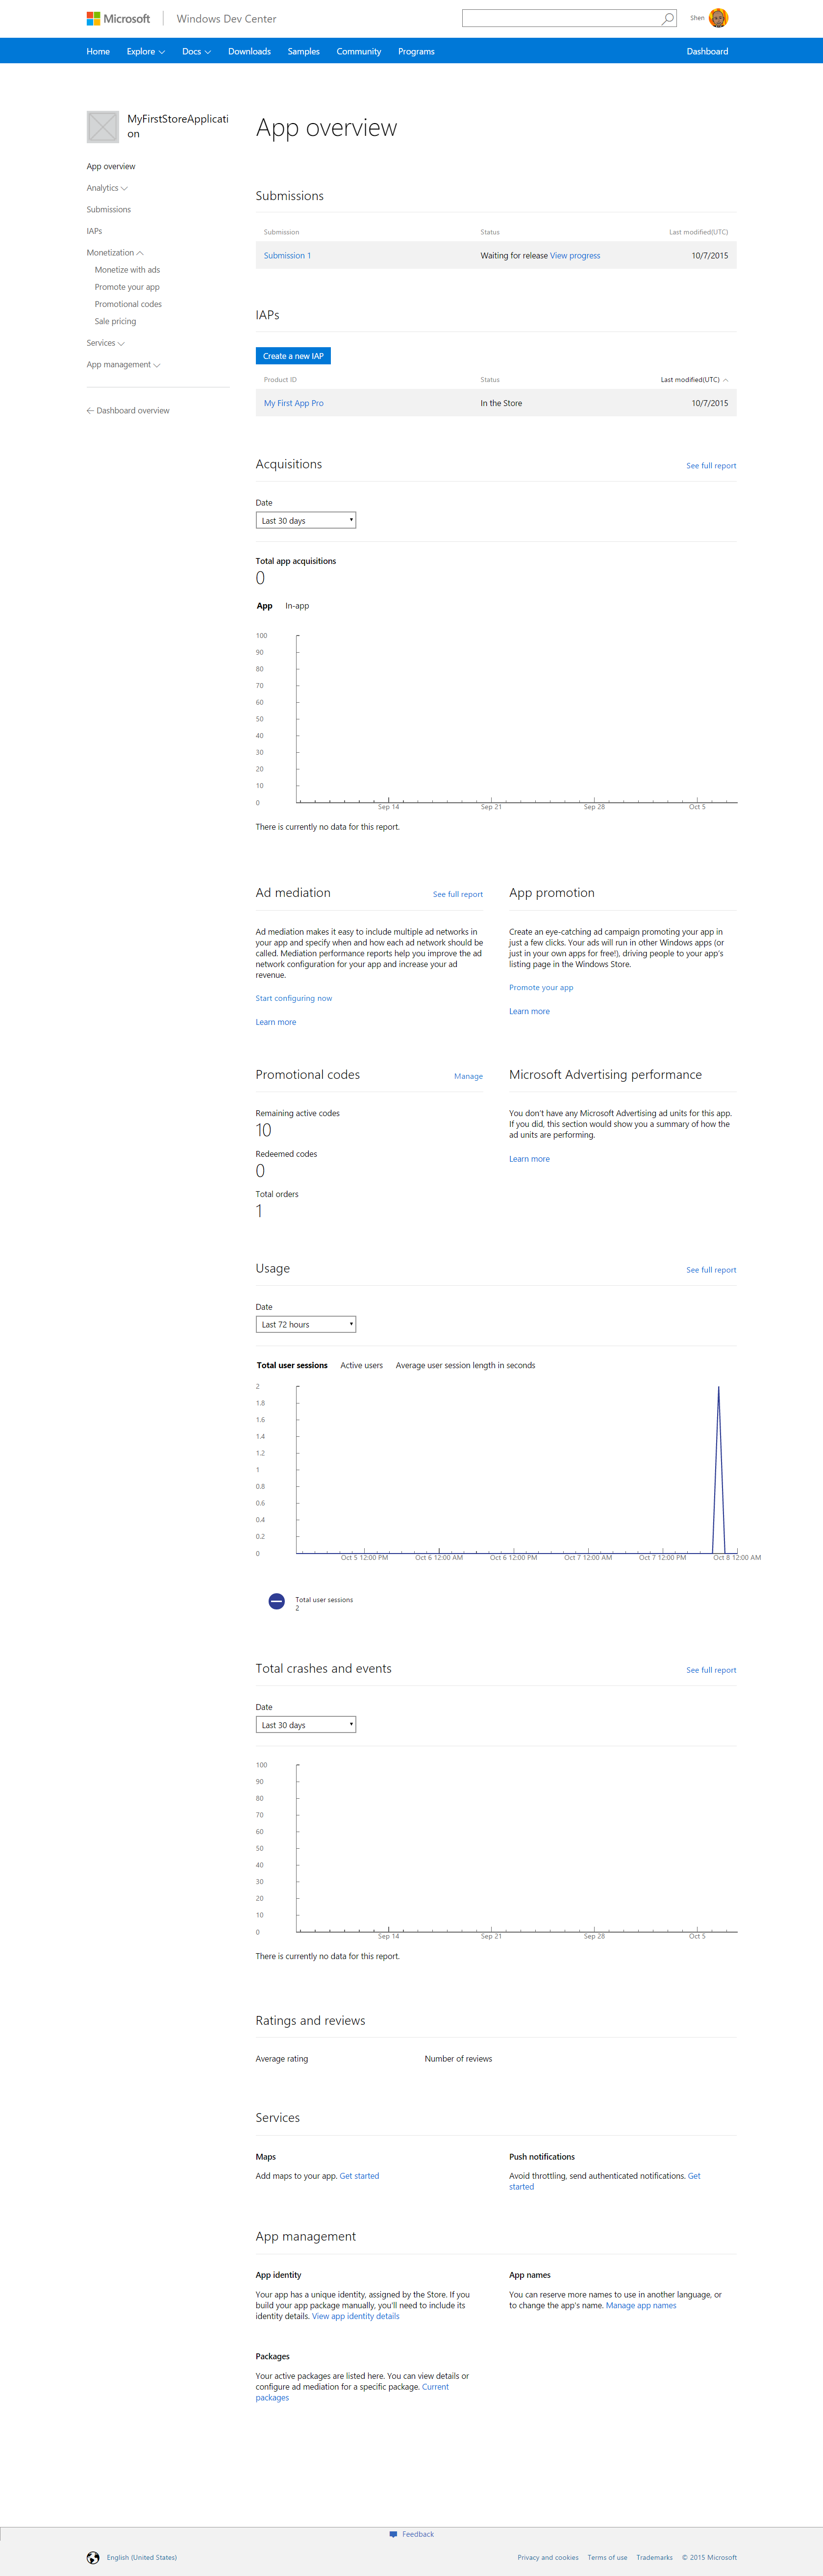 Microsoft Windows Dev Center Shen
Home Explore Docs Downloads Samples Community Programs Dashboard
MyFirstStoreApplicati
on
App overview
Analytics
Submissions
IAPs
Monetization
Monetize with ads
Promote your app
Promotional codes
Sale pricing
Services
App management
Dashboard overview
App overview
Submissions
Submission Status Last modified(UTC)
Submission 1 Waiting for release View progress 10/7/2015
IAPs
Create a new IAP
Product ID Status Last modified(UTC)
My First App Pro In the Store 10/7/2015
Acquisitions See full report
Date
Last 30 days
Total app acquisitions
0
App In-app
100
90
80
70
60
50
40
30
20
10
0
Sep 14 Sep 21 Sep 28 Oct 5
There is currently no data for this report.
Ad mediation See full report
Ad mediation makes it easy to include multiple ad networks in
your app and specify when and how each ad network should be
called. Mediation performance reports help you improve the ad
network configuration for your app and increase your ad
revenue.
Start configuring now
Learn more
App promotion
Create an eye-catching ad campaign promoting your app in
just a few clicks. Your ads will run in other Windows apps (or
just in your own apps for free!), driving people to your app's
listing page in the Windows Store.
Promote your app
Learn more
Promotional codes Manage
Remaining active codes
10
Redeemed codes
0
Total orders
1
Microsoft Advertising performance
You don't have any Microsoft Advertising ad units for this app.
If you did, this section would show you a summary of how the
ad units are performing.
Learn more
Usage See full report
Date
Last 72 hours
Total user sessions Active users Average user session length in seconds
2
1.8
1.6
1.4
1.2
1
0.8
0.6
0.4
0.2
0
Oct 5 12:00 PM Oct 6 12:00 AM Oct 6 12:00 PM Oct 7 12:00 AM Oct 7 12:00 PM Oct 8 12:00 AM
Total user sessions
2
Total crashes and events See full report
Date
Last 30 days
100
90
80
70
60
50
40
30
20
10
0
Sep 14 Sep 21 Sep 28 Oct 5
There is currently no data for this report.
Ratings and reviews
Average rating Number of reviews
Services
Maps
Add maps to your app. Get started
Push notifications
Avoid throttling, send authenticated notifications. Get
started
App management
App identity
Your app has a unique identity, assigned by the Store. If you
build your app package manually, you'll need to include its
identity details. View app identity details
App names
You can reserve more names to use in another language, or
to change the app's name. Manage app names
Packages
Your active packages are listed here. You can view details or
configure ad mediation for a specific package. Current
packages
Feedback
English (United States) Privacy and cookies Terms of use Trademarks © 2015 Microsoft